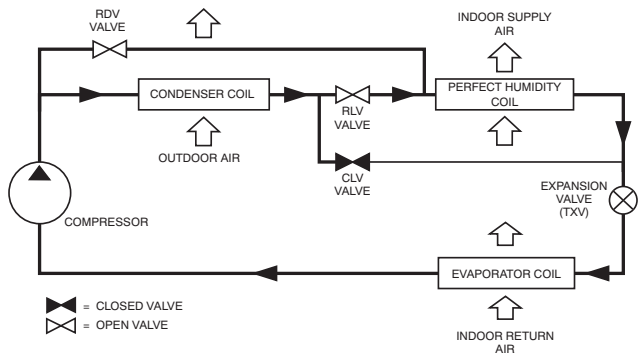 RDV
VALVE
INDOOR SUPPLY
AIR
CONDENSER COIL
PERFECT HUMIDITY
COIL
RLV
VALVE
OUTDOOR AIR
CLV
VALVE
EXPANSION
VALVE
(TXV)
COMPRESSOR
EVAPORATOR COIL
= CLOSED VALVE
= OPEN VALVE
INDOOR RETURN
AIR